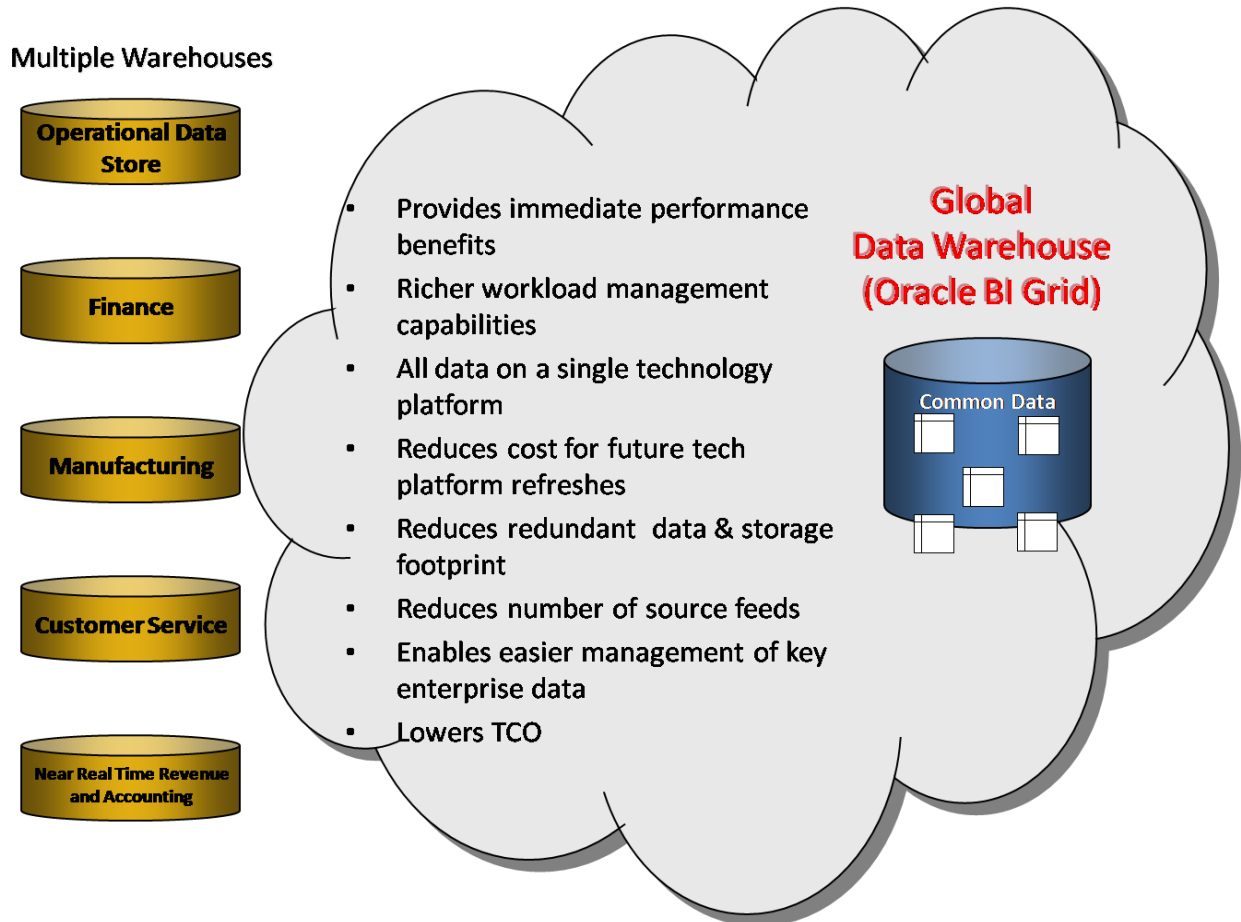 Multiple Warehouses
Operational Data
Store
Finance
Manufacturing
Customer Service
Near Real Time Revenue
and Accounting
▪ Provides immediate performance
benefits
▪ Richer workload management
capabilities
▪ All data on a single technology
platform
▪ Reduces cost for future tech
platform refreshes
▪ Reduces redundant data & storage
footprint
▪ Reduces number of source feeds
▪ Enables easier management of key
enterprise data
▪ Lowers TCO
Global
Data Warehouse
(Oracle BI Grid)
Common Data